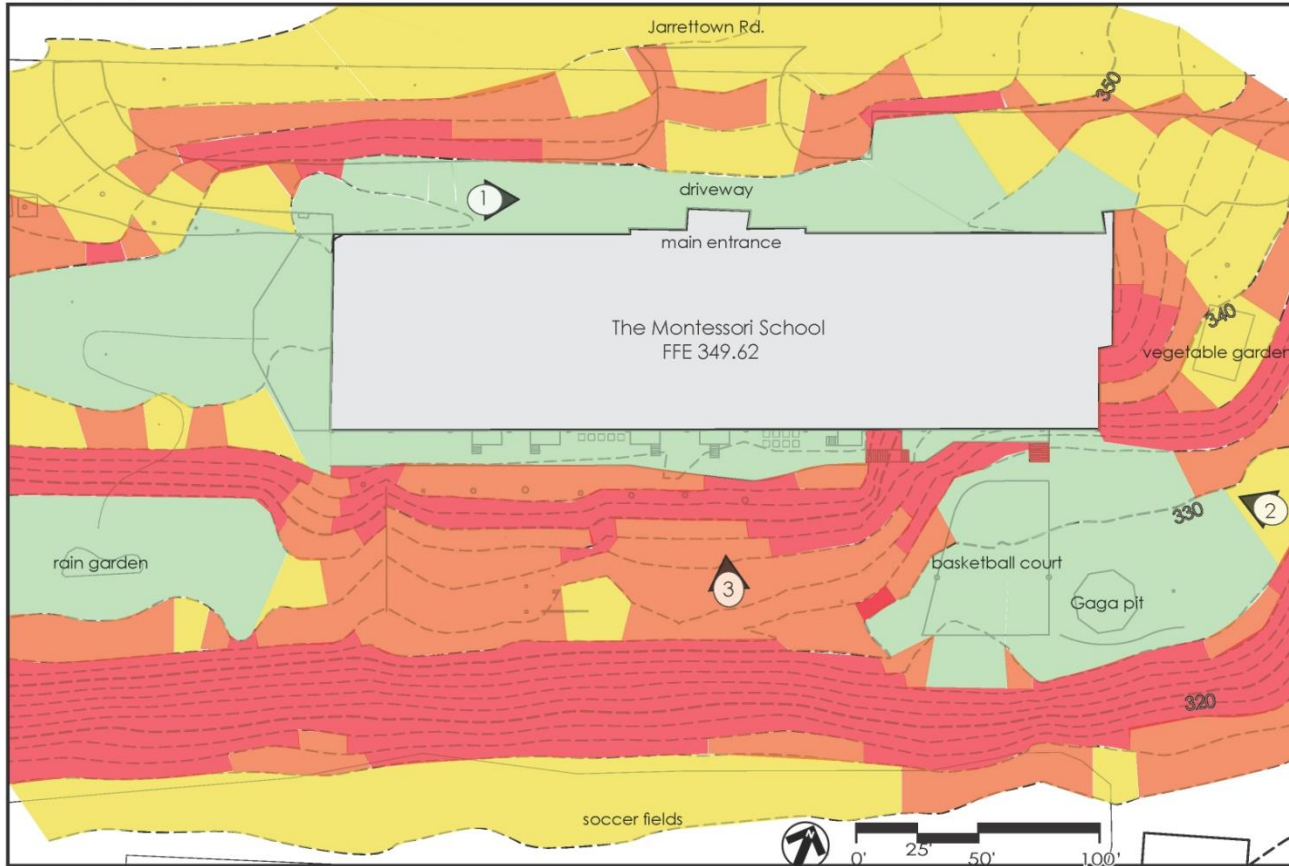 Jarrettown Rd.
350
1
driveway
main entrance
The Montessori School
FFE 349.62
340
vegetable garden
330
2
rain garden
3
basketball court
Gaga pit
320
soccer fields
N
0' 25' 50' 100'